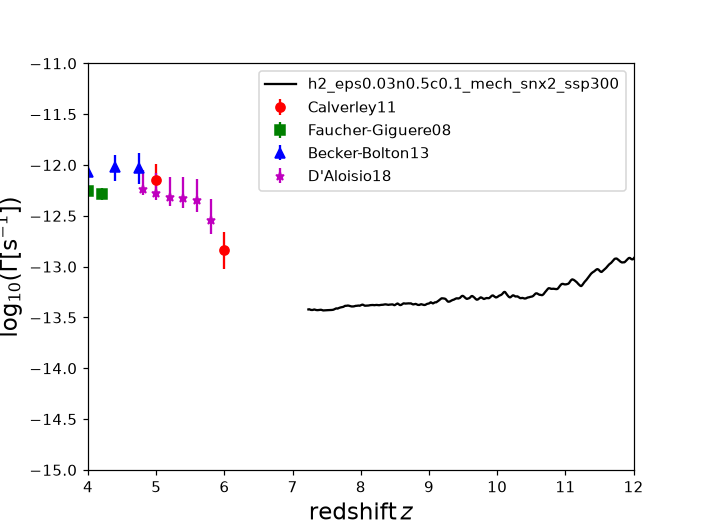 −11.0
−11.5
−12.0
−12.5
−13.0
−13.5
−14.0
−14.5
−15.0
log₁₀(Γ[s⁻¹])
h2_eps0.03n0.5c0.1_mech_snx2_ssp300
Calverley11
Faucher-Giguere08
Becker-Bolton13
D'Aloisio18
4 5 6 7 8 9 10 11 12
redshift z